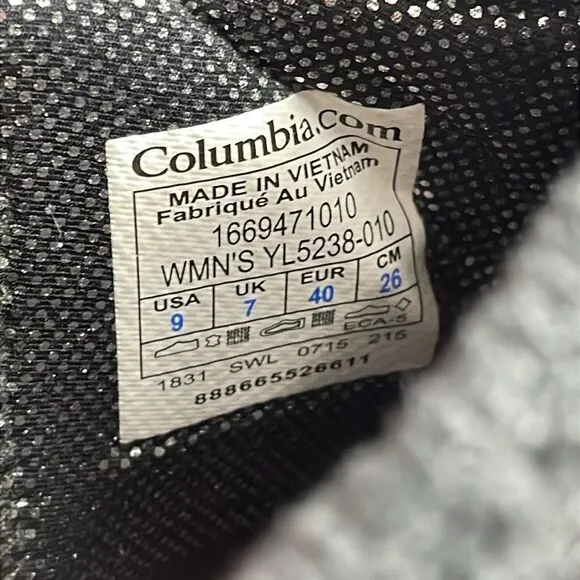 Columbia.Com
MADE IN VIETNAM
Fabriqué Au Vietnam
1669471010
WMN'S YL5238-010
USA UK EUR CM
9 7 40 26
ECA-5
1831 SWL 0715 215
888665526611